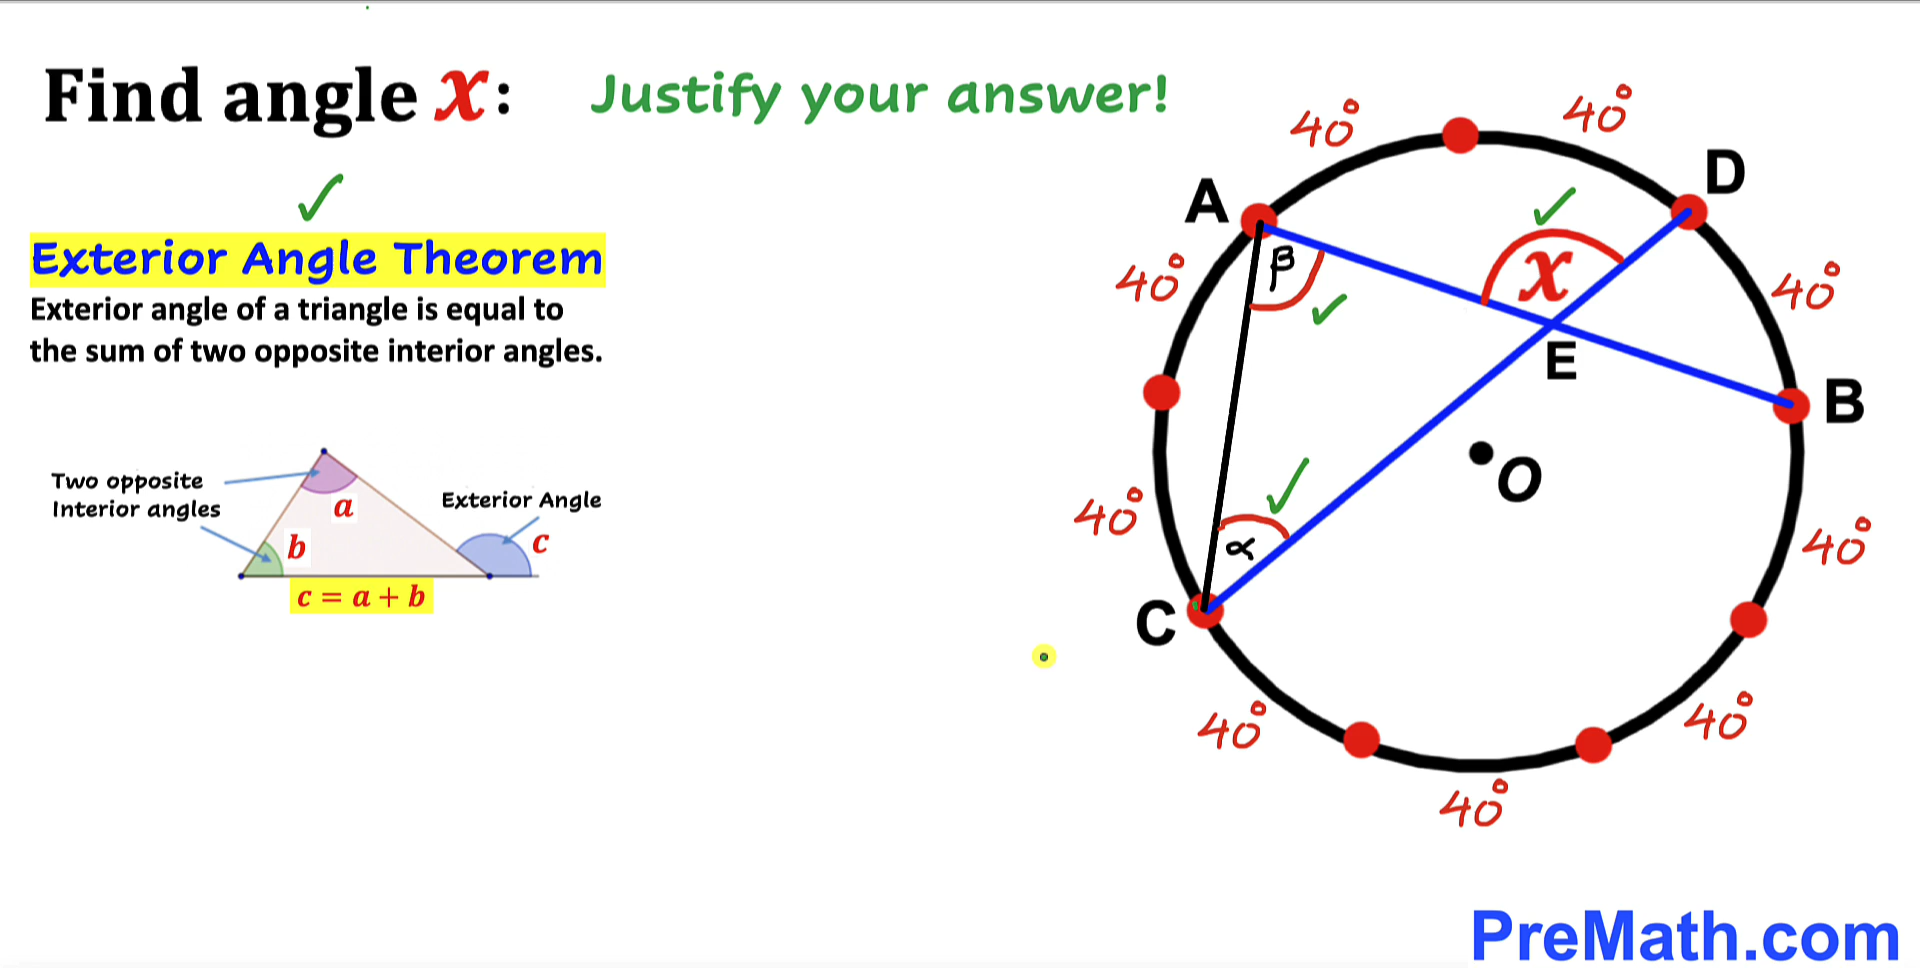 Find angle x:
Justify your answer!
Exterior Angle Theorem
Exterior angle of a triangle is equal to
the sum of two opposite interior angles.
Two opposite
Interior angles
a
b
Exterior Angle
c
c = a + b
40°
40°
A
D
β
x
40°
40°
E
B
O
40°
α
40°
C
40°
40°
40°
PreMath.com